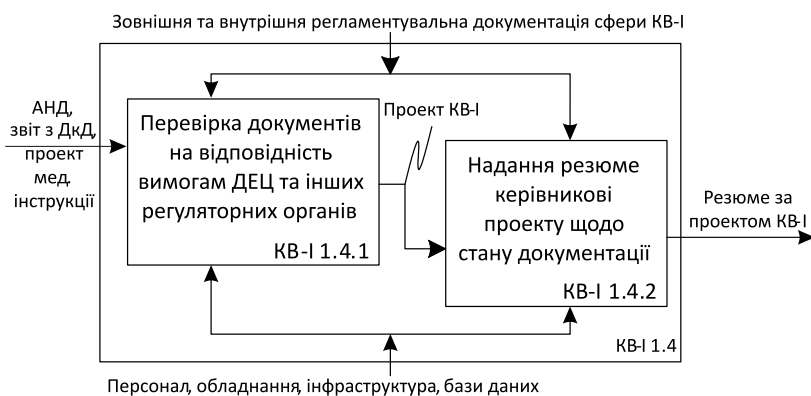 Зовнішня та внутрішня регламентувальна документація сфери КВ-І
АНД,
звіт з ДкД,
проект
мед.
інструкції
Перевірка документів
на відповідність
вимогам ДЕЦ та інших
регуляторних органів
КВ-І 1.4.1
Проект КВ-І
Надання резюме
керівникові
проекту щодо
стану документації
КВ-І 1.4.2
Резюме за
проектом КВ-І
КВ-І 1.4
Персонал, обладнання, інфраструктура, бази даних